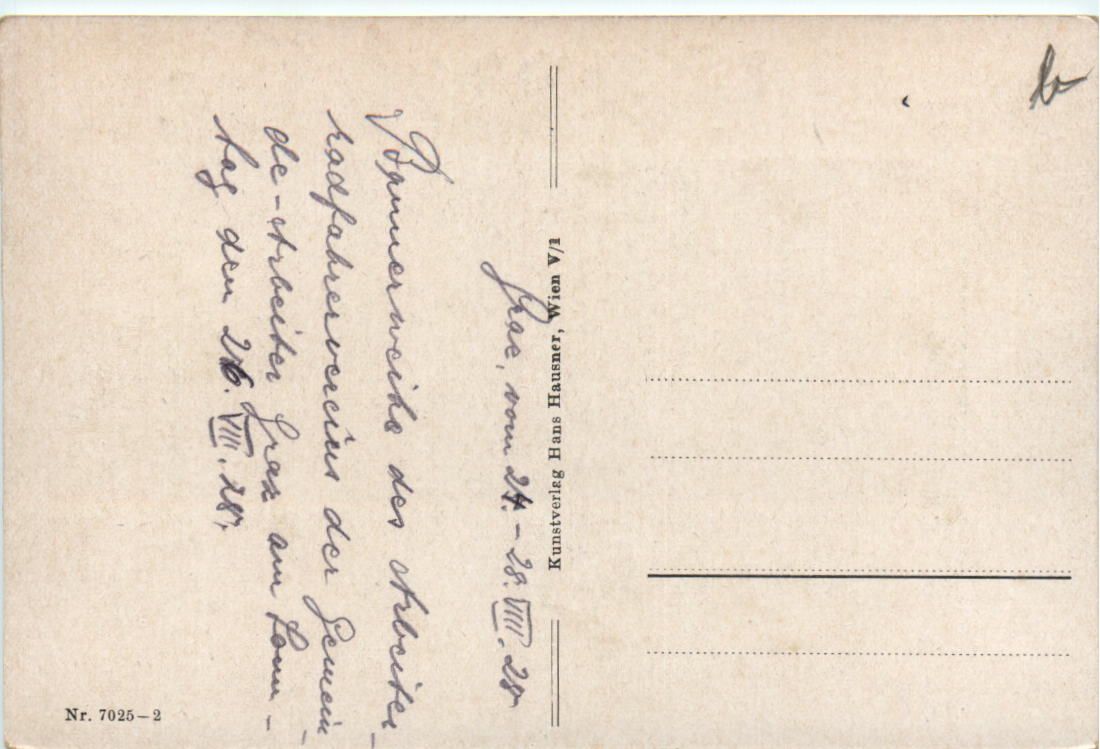 Graz, vom 24.-28. VIII. 28
Bannerweihe des Arbeiter-
radfahrervereins der Gemein-
de-Arbeiter Graz am Sonn-
tag den 26. VIII. 28.
Kunstverlag Hans Hausner, Wien V/1
Nr. 7025-2